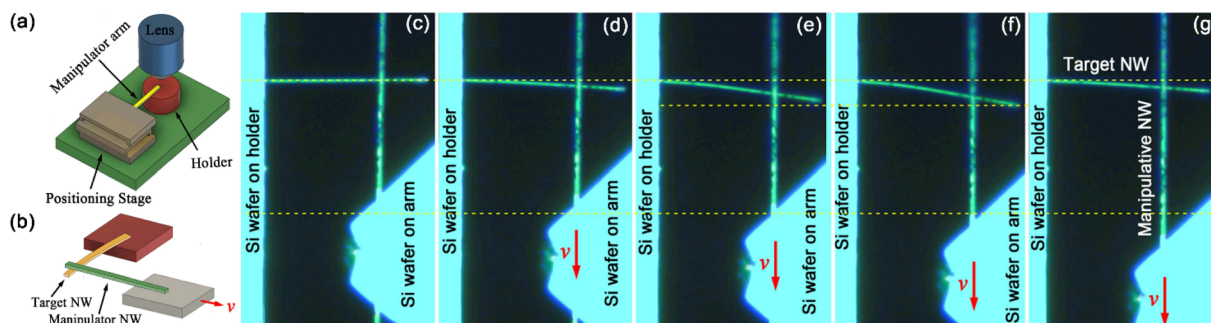 (a)
Lens
Manipulator arm
Holder
Positioning Stage
(b)
Target NW
Manipulator NW
v
(c)
Si wafer on holder
Si wafer on arm
(d)
Si wafer on holder
Si wafer on arm
v
(e)
Si wafer on holder
Si wafer on arm
v
(f)
Si wafer on holder
Si wafer on arm
v
(g)
Target NW
Manipulative NW
Si wafer on holder
v